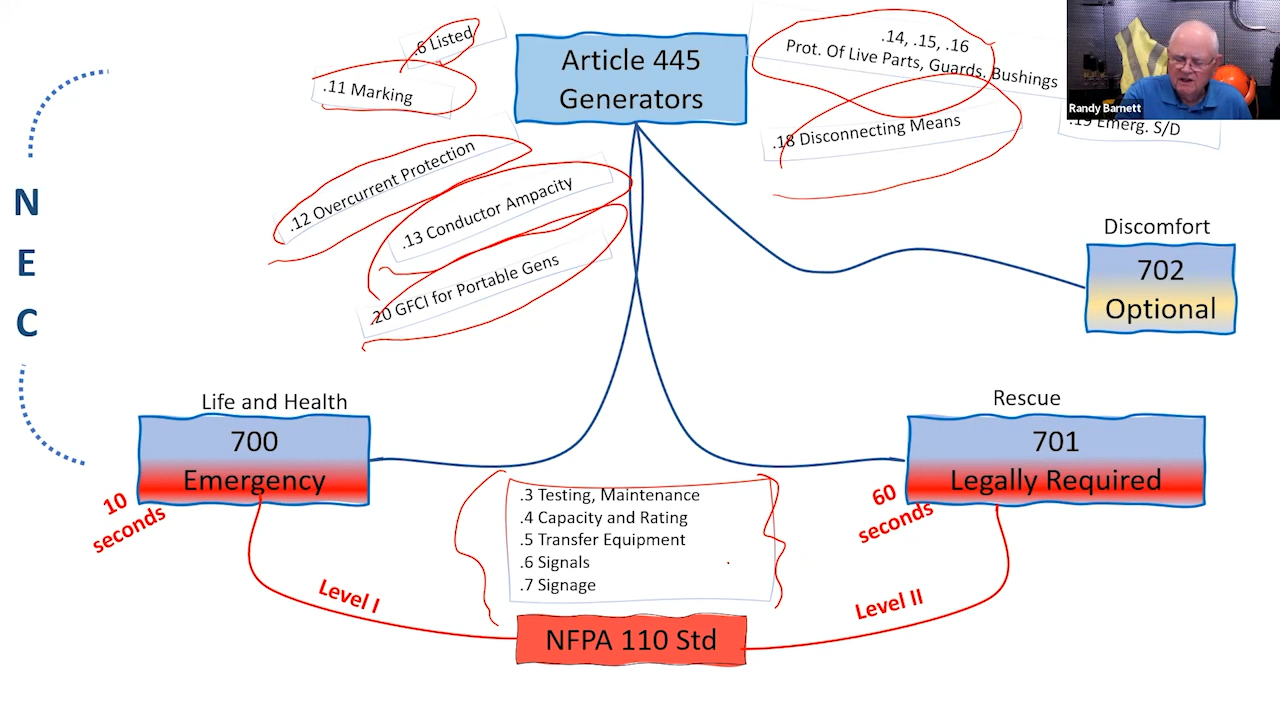 .6 Listed
.11 Marking
Article 445
Generators
.14, .15, .16
Prot. Of Live Parts, Guards, Bushings
Randy Barnett
.18 Disconnecting Means
.19 Emerg. S/D
.12 Overcurrent Protection
.13 Conductor Ampacity
.20 GFCI for Portable Gens
N
E
C
Discomfort
702
Optional
Life and Health
700
Emergency
10
seconds
Rescue
701
Legally Required
60
seconds
.3 Testing, Maintenance
.4 Capacity and Rating
.5 Transfer Equipment
.6 Signals
.7 Signage
Level I
Level II
NFPA 110 Std